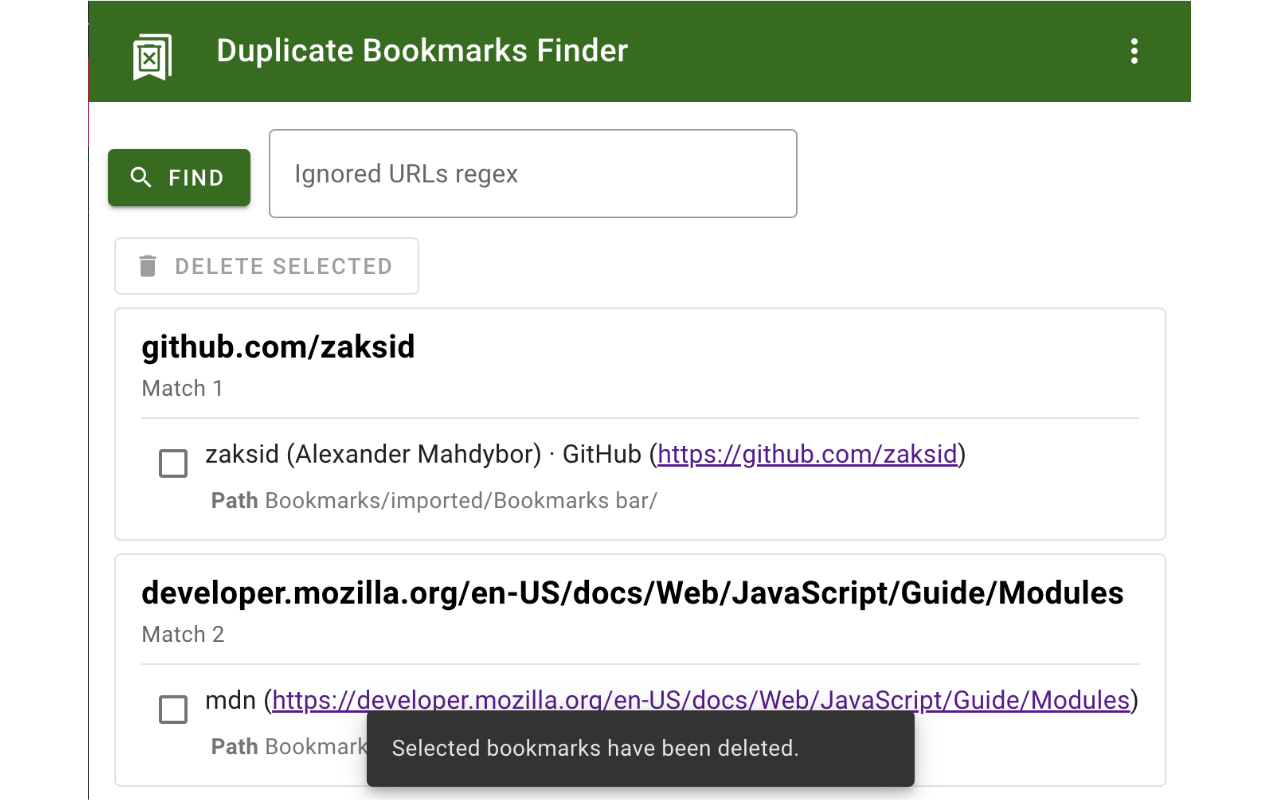 Duplicate Bookmarks Finder
FIND
Ignored URLs regex
DELETE SELECTED
github.com/zaksid
Match 1
zaksid (Alexander Mahdybor) · GitHub (https://github.com/zaksid)
Path Bookmarks/imported/Bookmarks bar/
developer.mozilla.org/en-US/docs/Web/JavaScript/Guide/Modules
Match 2
mdn (https://developer.mozilla.org/en-US/docs/Web/JavaScript/Guide/Modules)
Path
Selected bookmarks have been deleted.